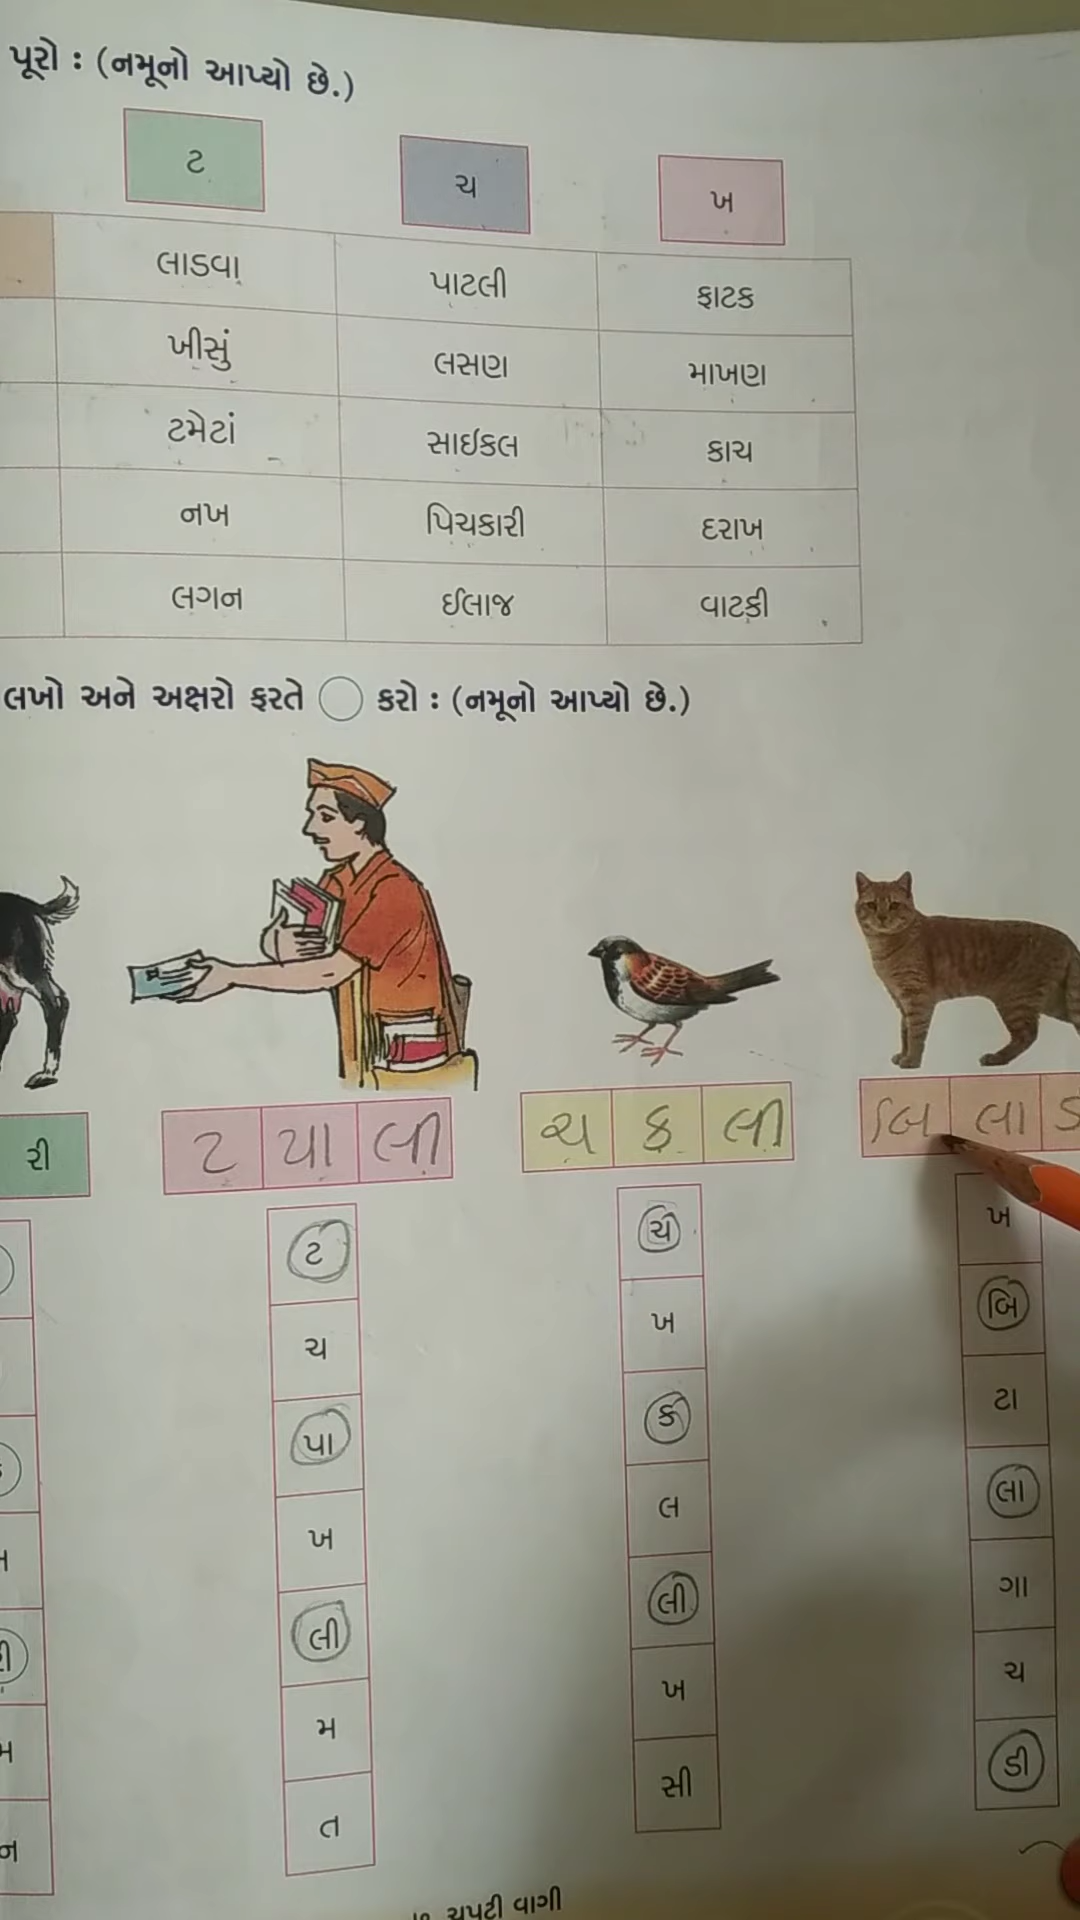 પૂરો : (નમૂનો આપ્યો છે.)
ટ ચ ખ
લાડવા પાટલી ફાટક
ખીસું લસણ માખણ
ટમેટાં સાઈકલ કાચ
નખ પિચકારી દરાખ
લગન ઈલાજ વાટકી
લખો અને અક્ષરો ફરતે કરો : (નમૂનો આપ્યો છે.)
રી ટ પા લી ચ ક લી બિ લા
ટ ચ ખ
ચ ખ બિ
પા ક ટા
ખ લ લા
લી લી ગા
મ ખ ચ
ત સી ડી
ચપટી વાગી